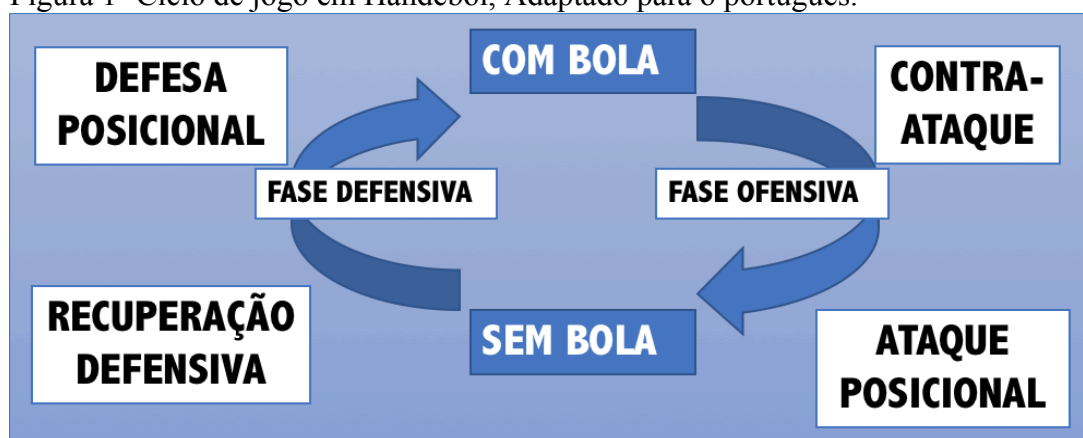 Figura 1- Ciclo de jogo em Handebol, Adaptado para o português.
COM BOLA
DEFESA
POSICIONAL
CONTRA-
ATAQUE
FASE DEFENSIVA
FASE OFENSIVA
RECUPERAÇÃO
DEFENSIVA
SEM BOLA
ATAQUE
POSICIONAL